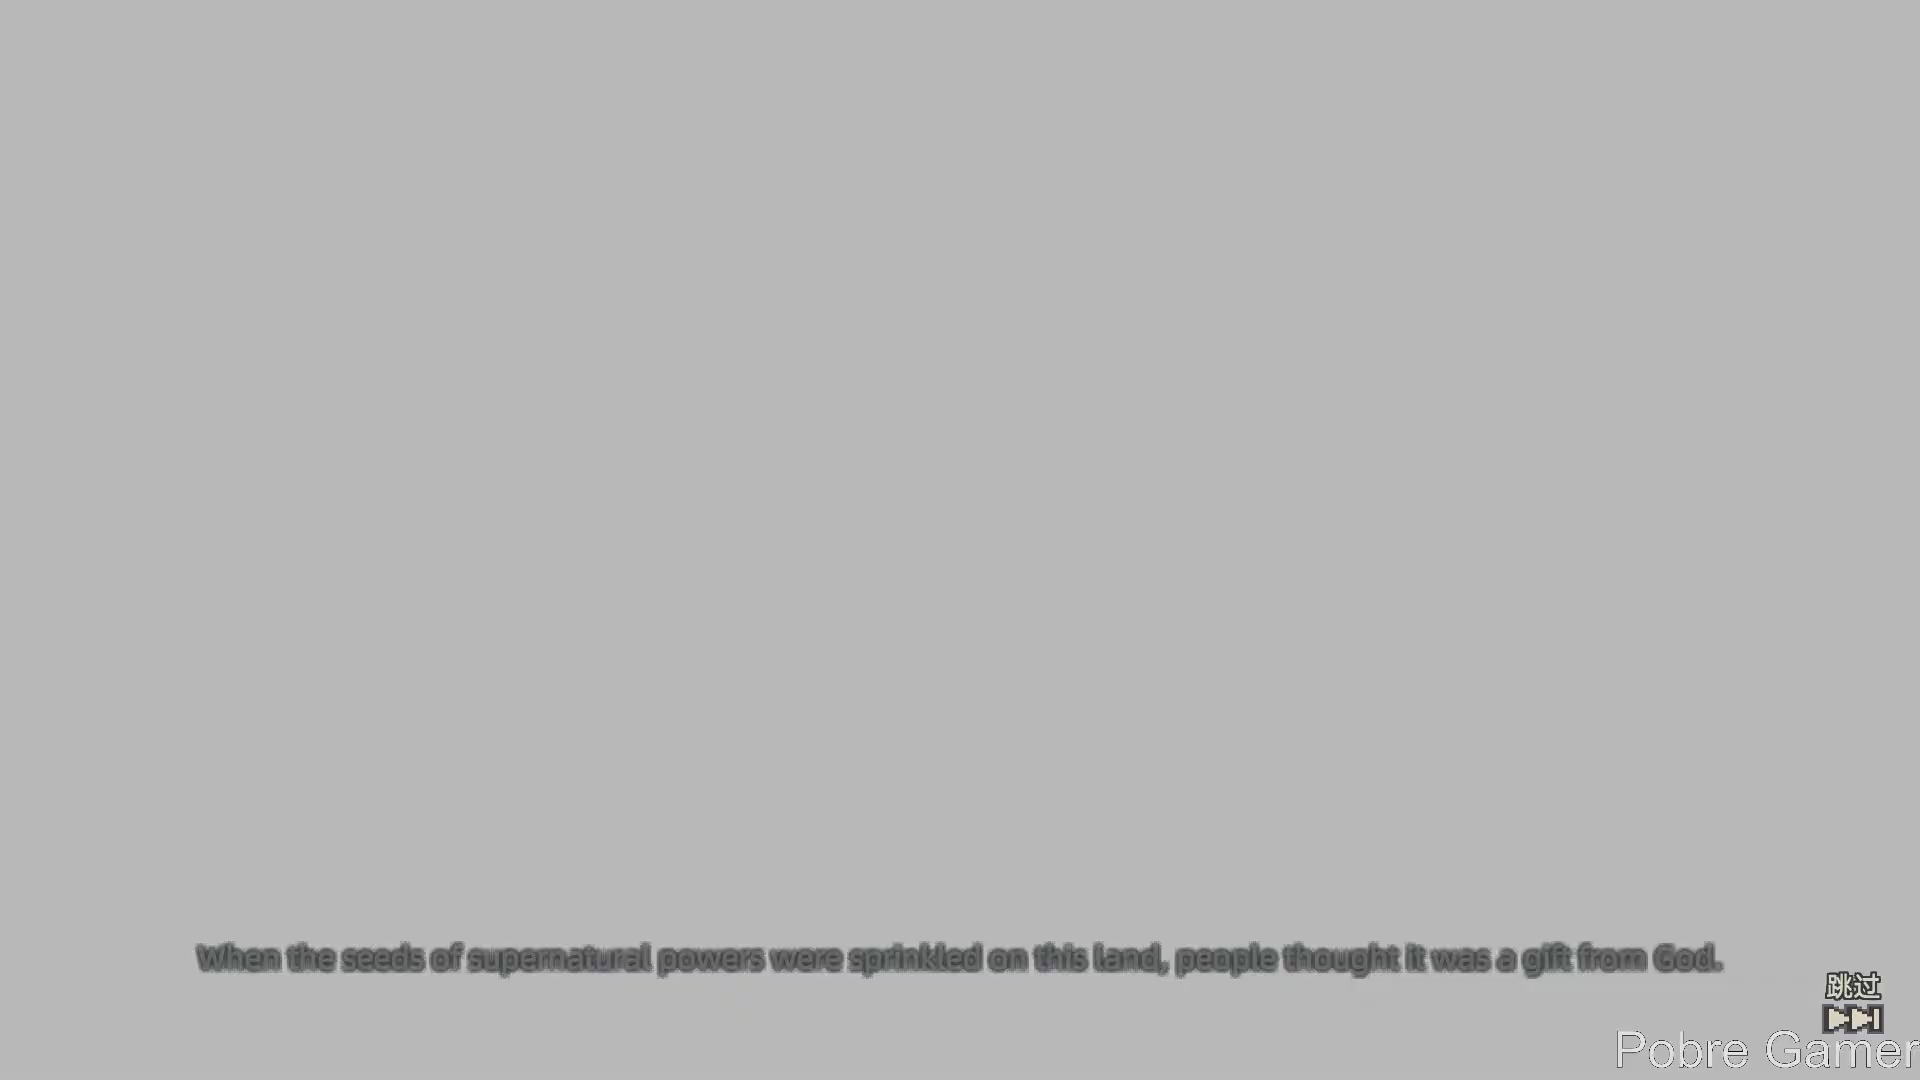 When the seeds of supernatural powers were sprinkled on this land, people thought it was a gift from God.
跳过
Pobre Gamer